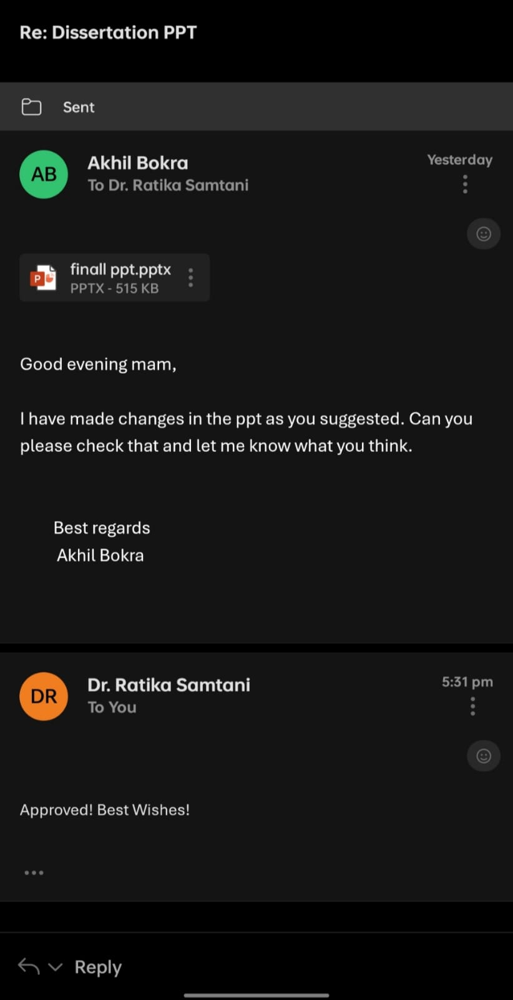 Re: Dissertation PPT
Sent
AB
Akhil Bokra
Yesterday
To Dr. Ratika Samtani
P
finall ppt.pptx
PPTX - 515 KB
Good evening mam,
I have made changes in the ppt as you suggested. Can you
please check that and let me know what you think.
Best regards
Akhil Bokra
DR
Dr. Ratika Samtani
5:31 pm
To You
Approved! Best Wishes!
Reply